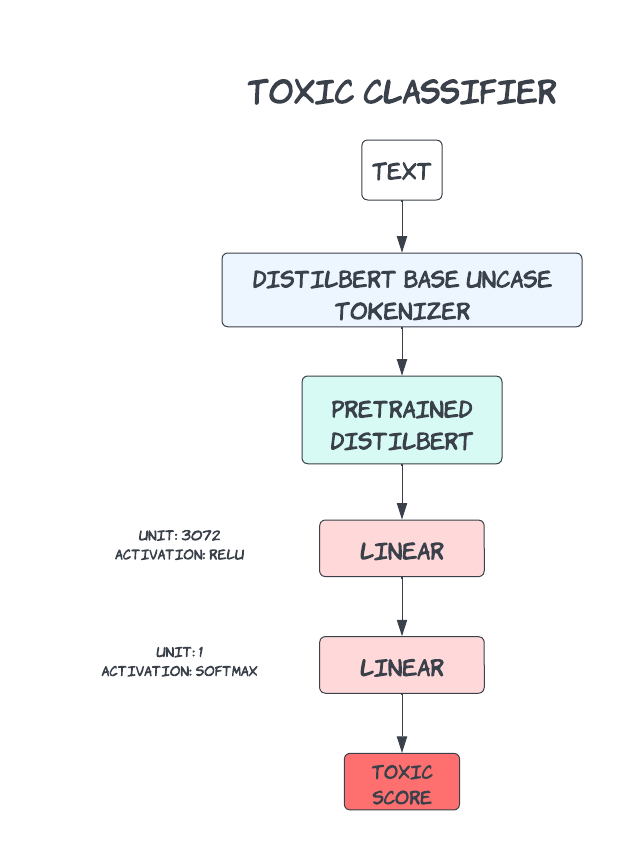 TOXIC CLASSIFIER
TEXT
DISTILBERT BASE UNCASE
TOKENIZER
PRETRAINED
DISTILBERT
UNIT: 3072
ACTIVATION: RELU
LINEAR
UNIT: 1
ACTIVATION: SOFTMAX
LINEAR
TOXIC
SCORE